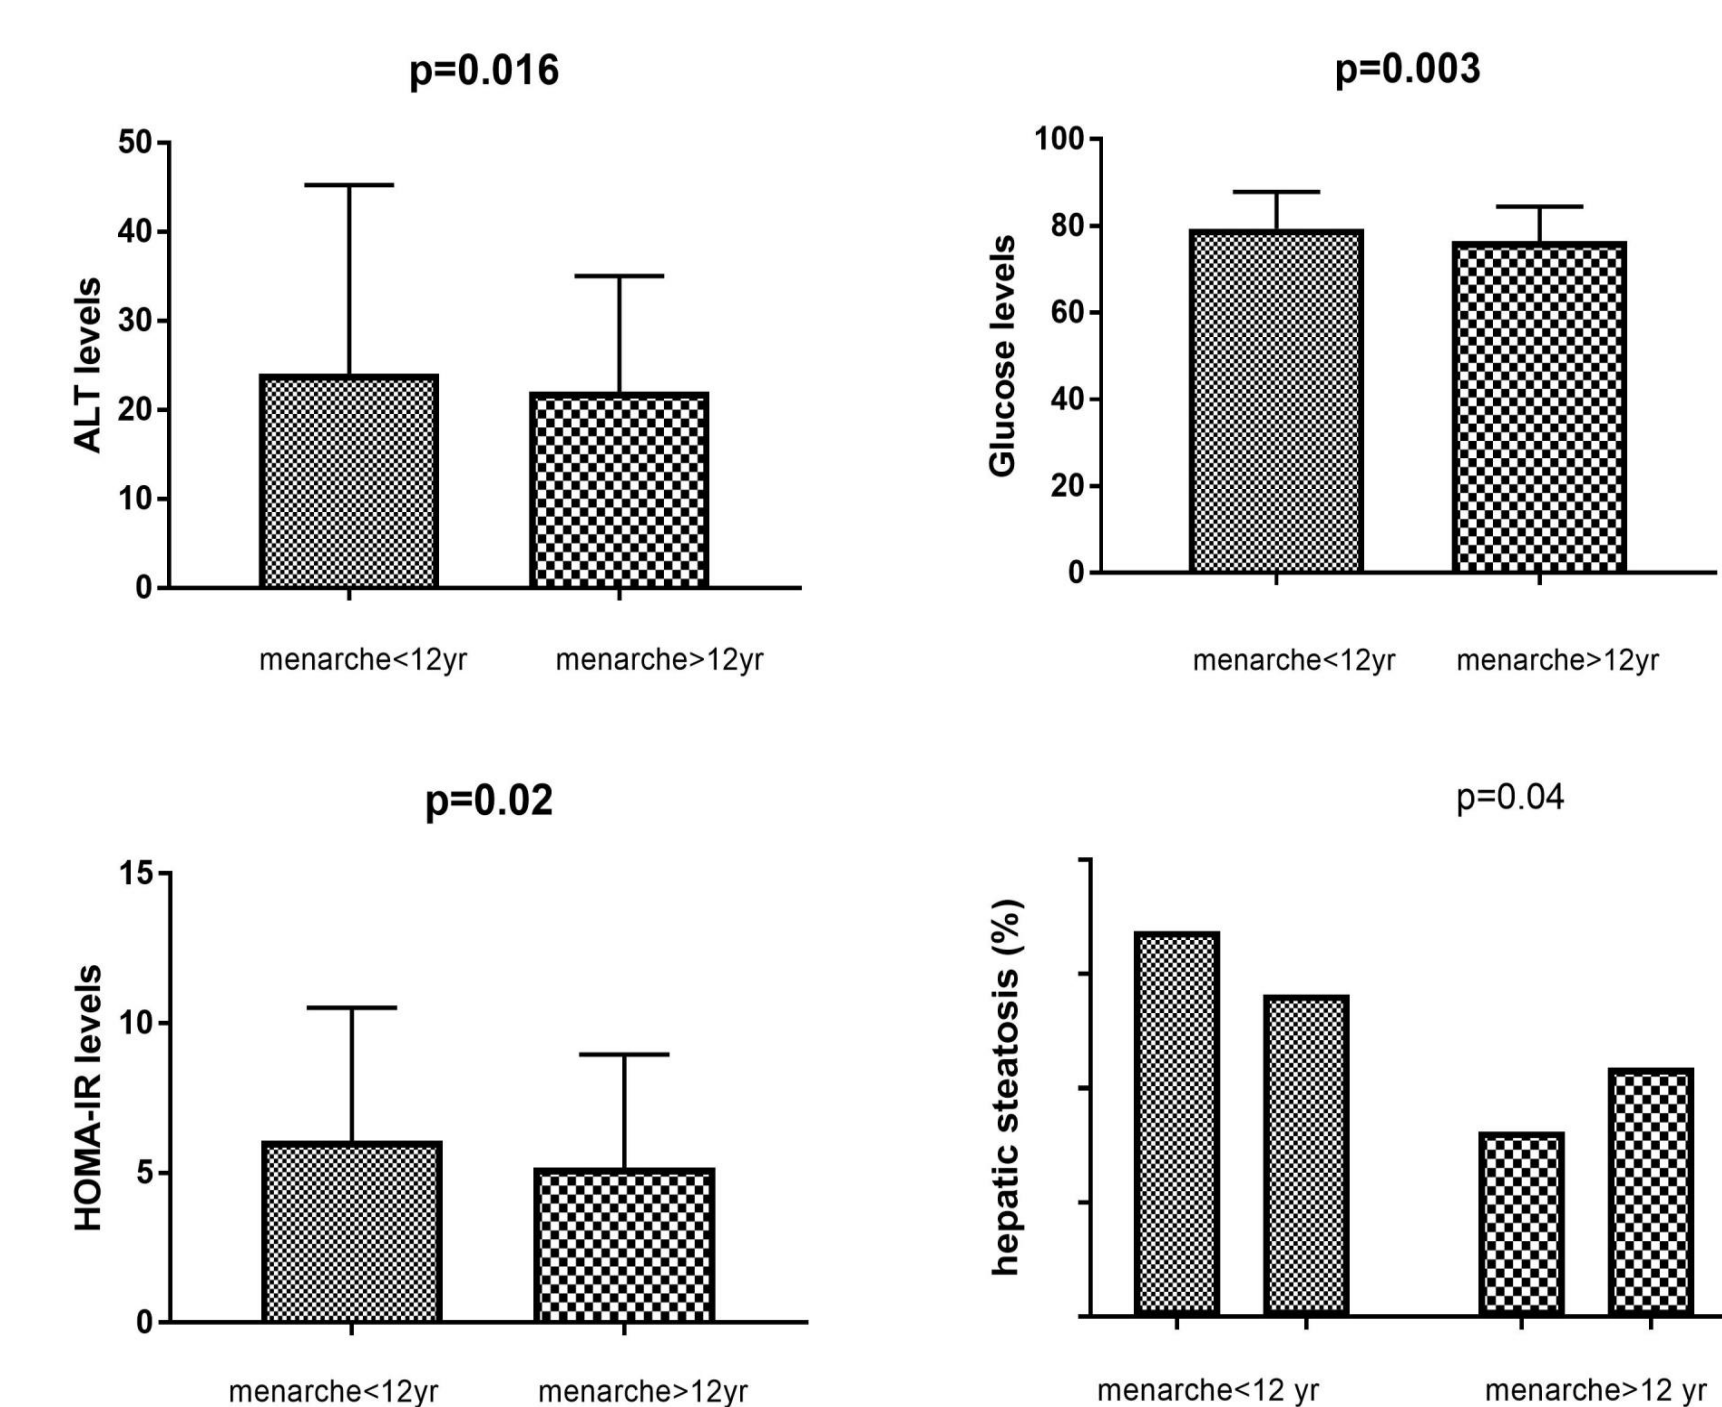 p=0.016
50
40
30
20
10
0
ALT levels
menarche<12yr menarche>12yr
p=0.003
100
80
60
40
20
0
Glucose levels
menarche<12yr menarche>12yr
p=0.02
15
10
5
0
HOMA-IR levels
menarche<12yr menarche>12yr
p=0.04
hepatic steatosis (%)
menarche<12 yr menarche>12 yr